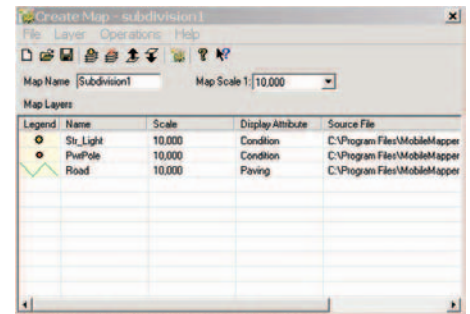 Create Map - subdivision1
File Layer Operations Help
Map Name Subdivision1 Map Scale 1: 10,000
Map Layers
Legend Name Scale Display Attribute Source File
Str_Light 10,000 Condition C:\Program Files\MobileMapper
PwrPole 10,000 Condition C:\Program Files\MobileMapper
Road 10,000 Paving C:\Program Files\MobileMapper